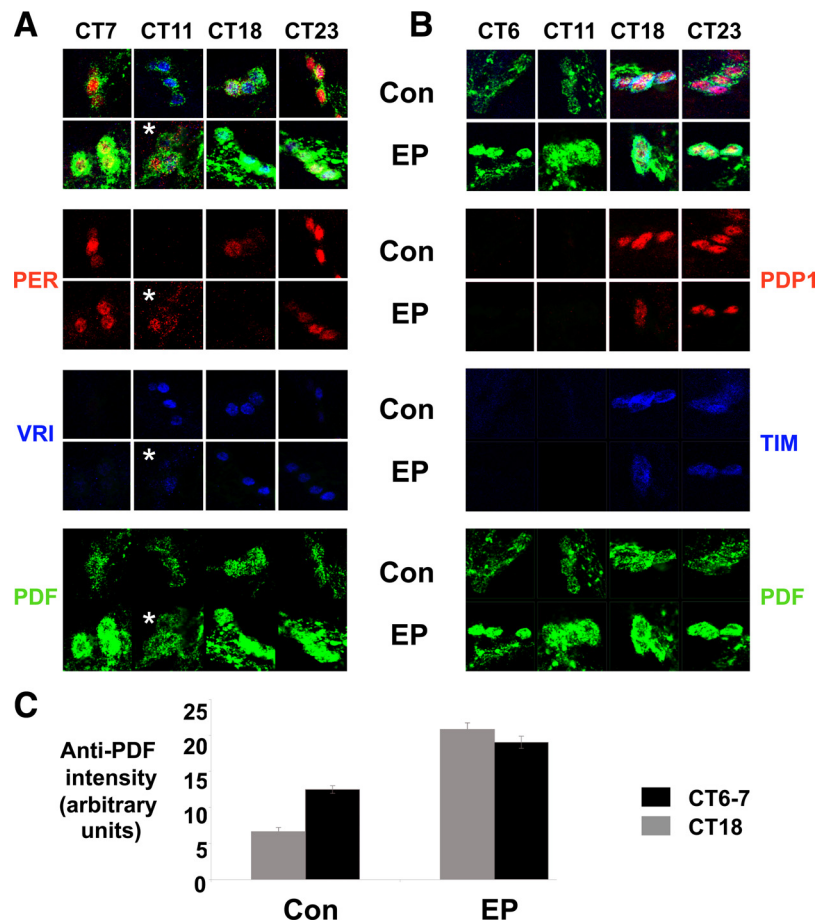 A
CT7 CT11 CT18 CT23
B
CT6 CT11 CT18 CT23
Con
*
EP
PER
Con
*
EP
PDP1
VRI
Con
*
EP
TIM
PDF
Con
*
EP
PDF
C
Anti-PDF
intensity
(arbitrary
units)
25
20
15
10
5
0
Con
EP
CT6-7
CT18